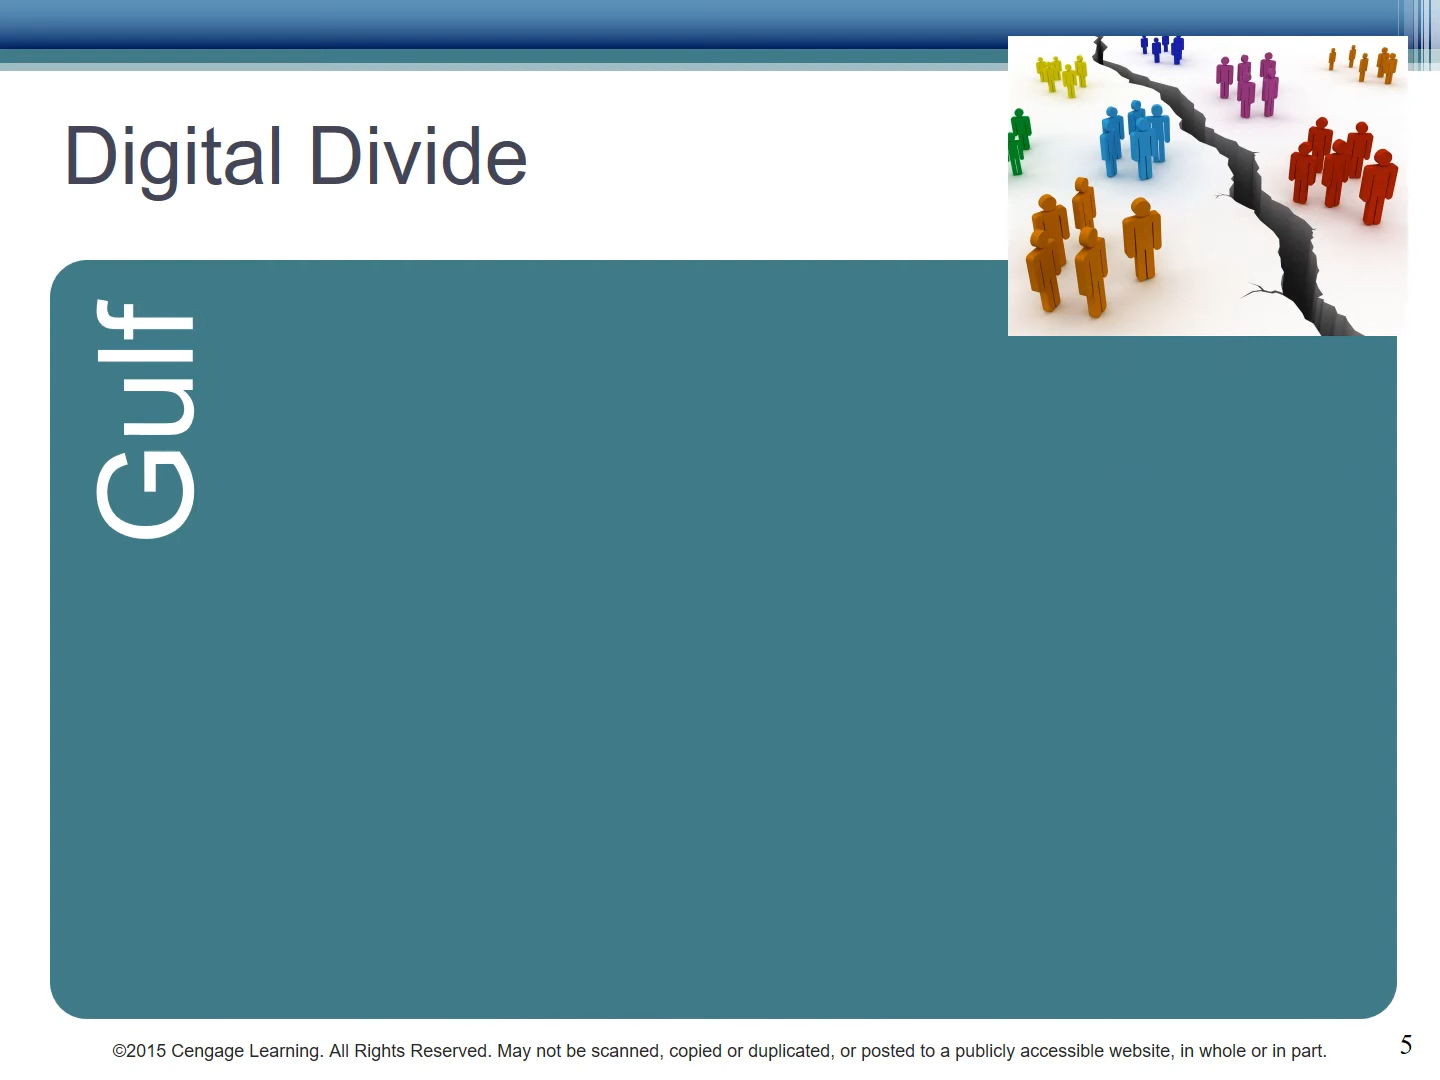 Digital Divide
Gulf
©2015 Cengage Learning. All Rights Reserved. May not be scanned, copied or duplicated, or posted to a publicly accessible website, in whole or in part.
5